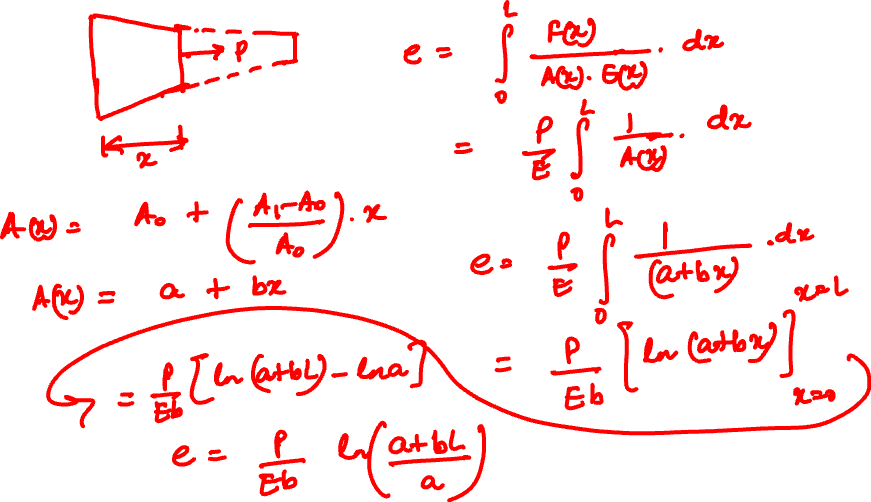 P
x
e = ∫₀ᴸ F(x) / A(x). E(x) . dx
= P/E ∫₀ᴸ 1/A(x) . dx
A(x) = A₀ + (A₁-A₀ / A₀) . x
A(x) = a + bx
e = P/E ∫₀ᴸ 1/(a+bx) .dx
= P/Eb [ln (a+bx)] x=L x=0
= P/Eb [ln (a+bL) - ln a]
e = P/Eb ln(a+bL / a)